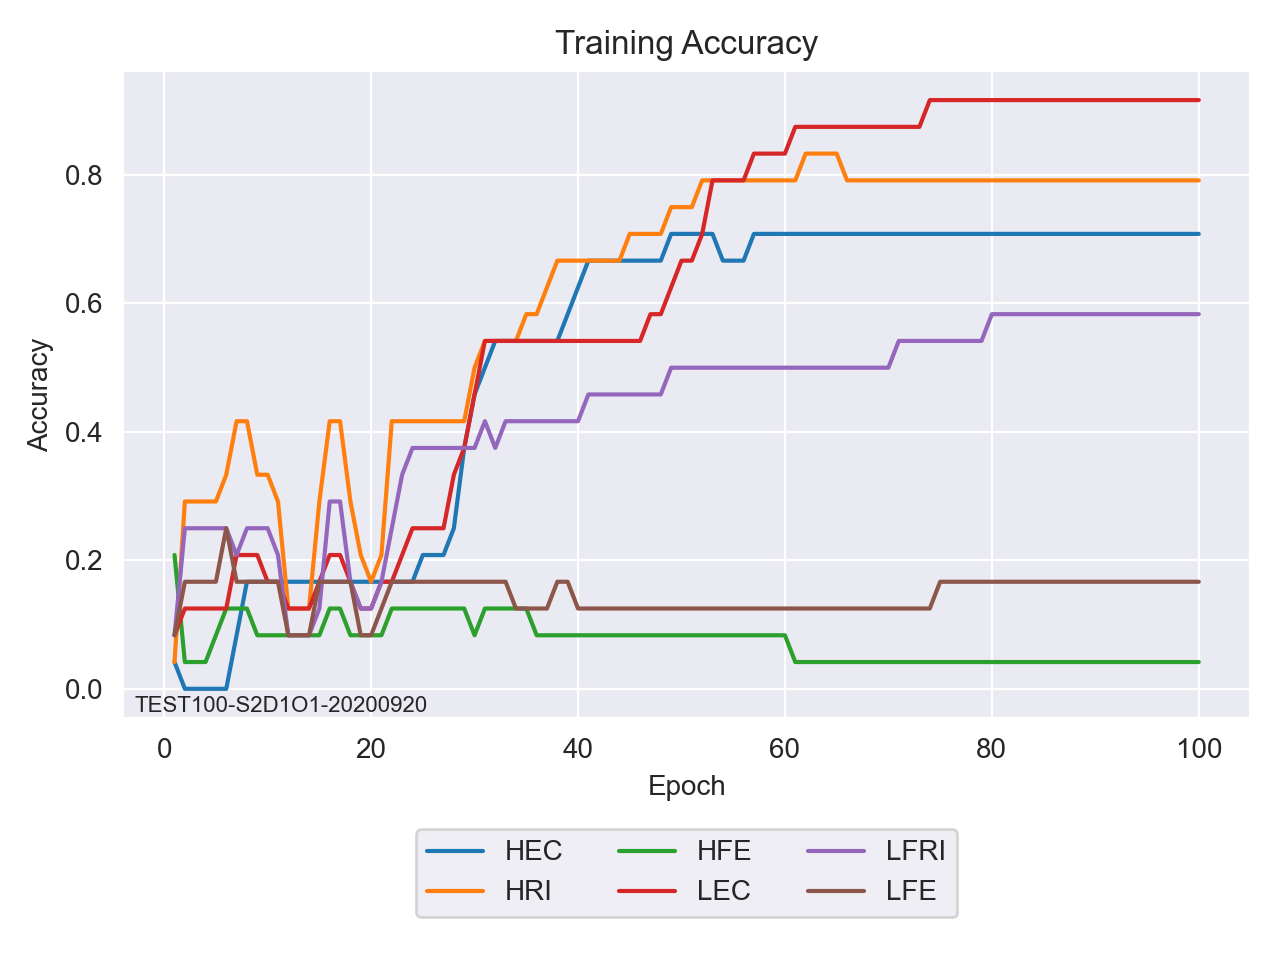 Training Accuracy
Accuracy
0.8
0.6
0.4
0.2
0.0
TEST100-S2D1O1-20200920
0 20 40 60 80 100
Epoch
HEC HFE LFRI
HRI LEC LFE